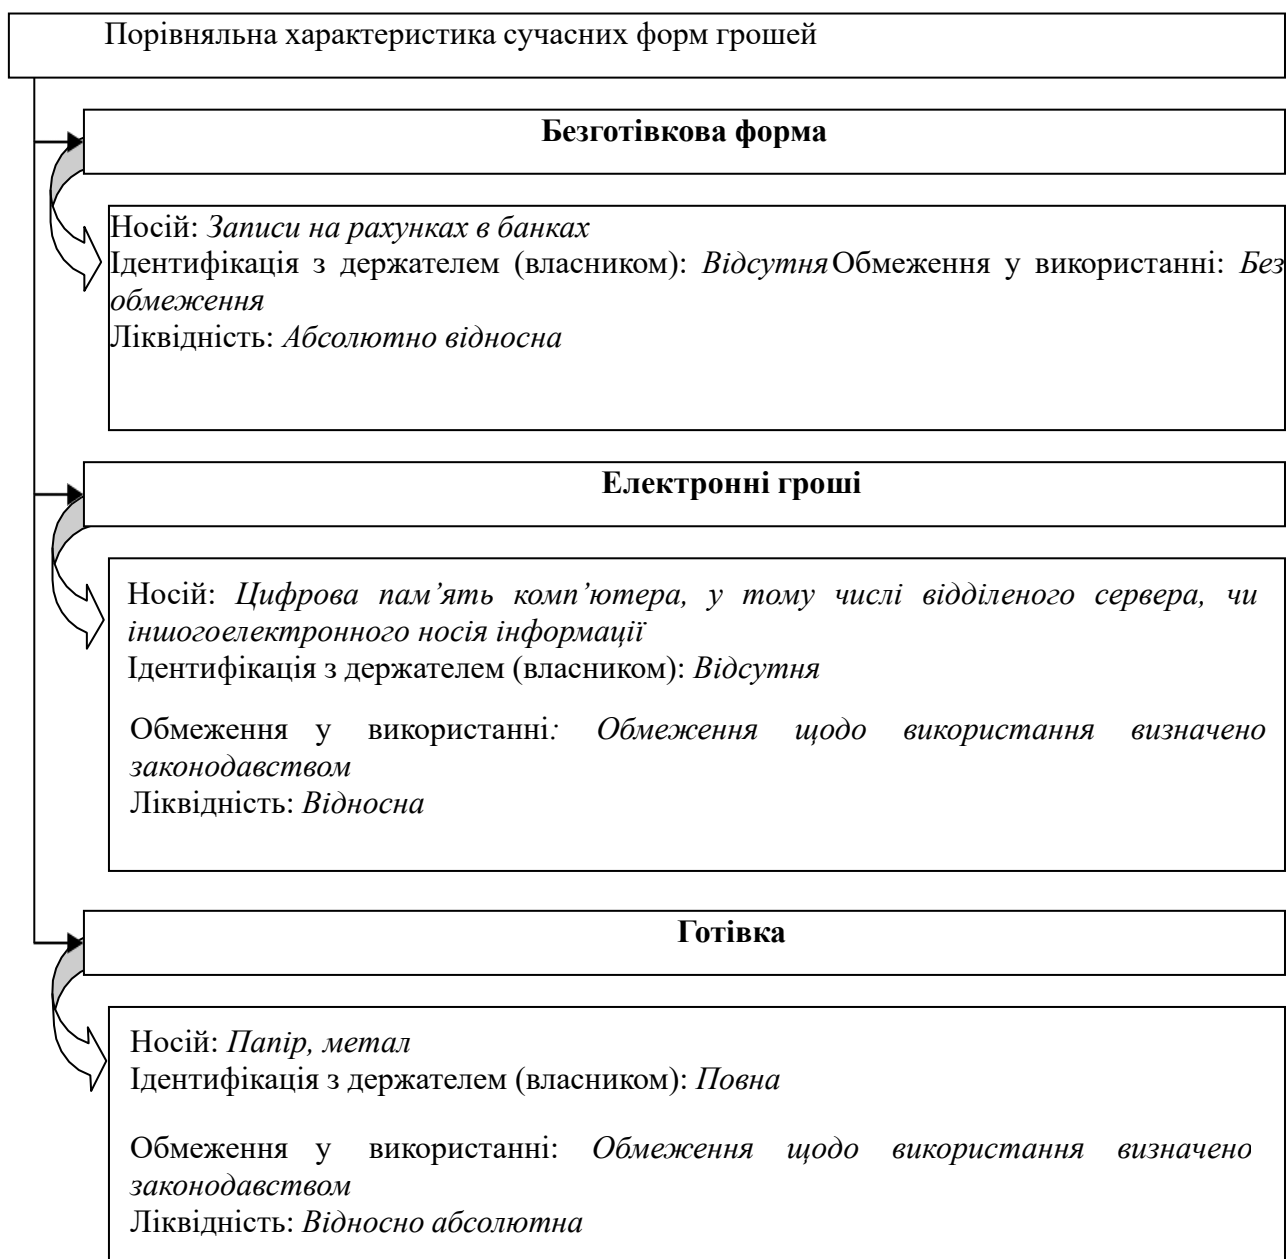 Порівняльна характеристика сучасних форм грошей
Безготівкова форма
Носій: Записи на рахунках в банках
Ідентифікація з держателем (власником): ВідсутняОбмеження у використанні: Без
обмеження
Ліквідність: Абсолютно відносна
Електронні гроші
Носій: Цифрова пам’ять комп’ютера, у тому числі відділеного сервера, чи
іншогоелектронного носія інформації
Ідентифікація з держателем (власником): Відсутня
Обмеження у використанні: Обмеження щодо використання визначено
законодавством
Ліквідність: Відносна
Готівка
Носій: Папір, метал
Ідентифікація з держателем (власником): Повна
Обмеження у використанні: Обмеження щодо використання визначено
законодавством
Ліквідність: Відносно абсолютна